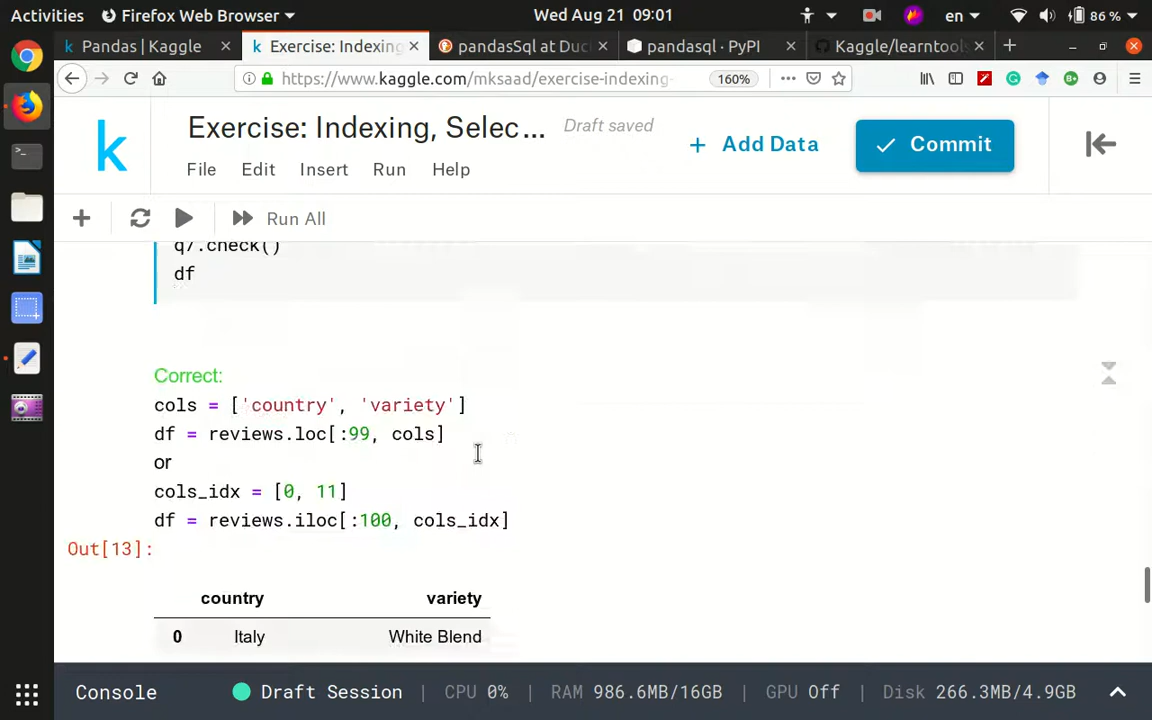 Activities Firefox Web Browser Wed Aug 21 09:01 en 86 %
Pandas | Kaggle Exercise: Indexing, pandasSql at Duc pandasql · PyPI Kaggle/learntools
https://www.kaggle.com/mksaad/exercise-indexing- 160%
k Exercise: Indexing, Selec... Draft saved + Add Data Commit
File Edit Insert Run Help
Run All
q7.check()
df
Correct:
cols = ['country', 'variety']
df = reviews.loc[:99, cols]
or
cols_idx = [0, 11]
df = reviews.iloc[:100, cols_idx]
Out[13]:
country variety
0 Italy White Blend
Console Draft Session | CPU 0% | RAM 986.6MB/16GB | GPU Off | Disk 266.3MB/4.9GB